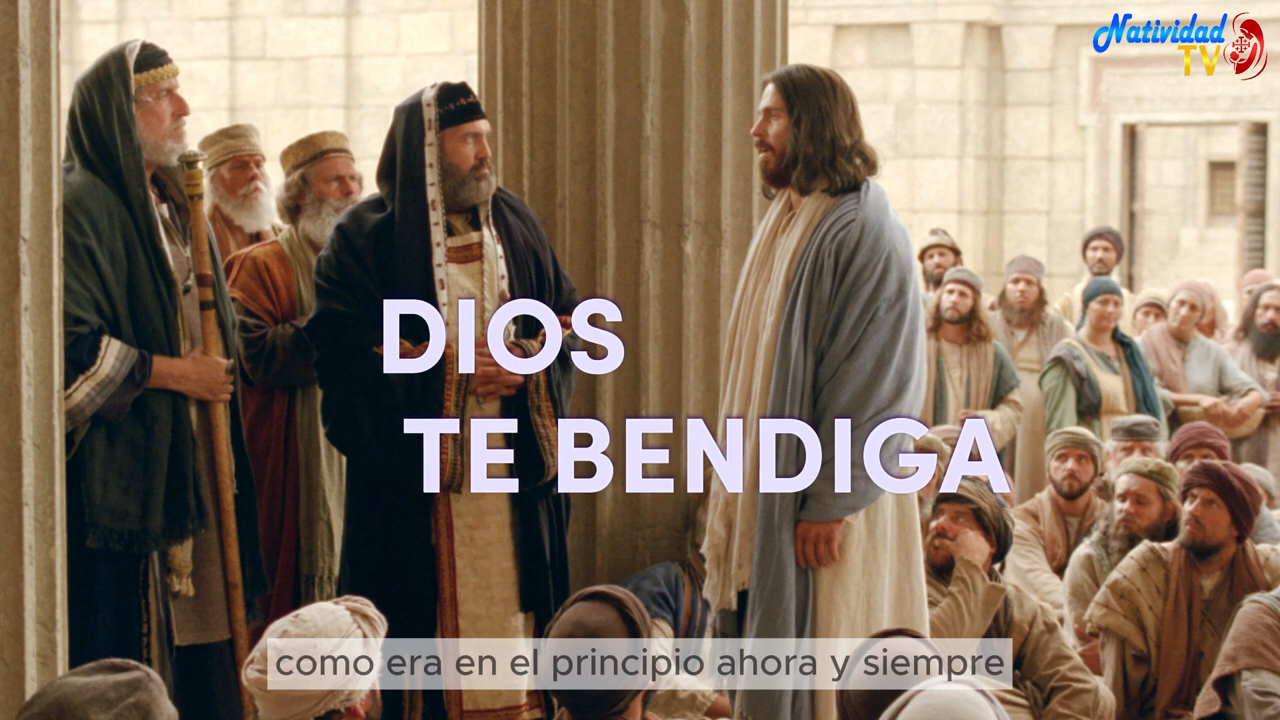 Natividad
TV
DIOS
TE BENDIGA
como era en el principio ahora y siempre